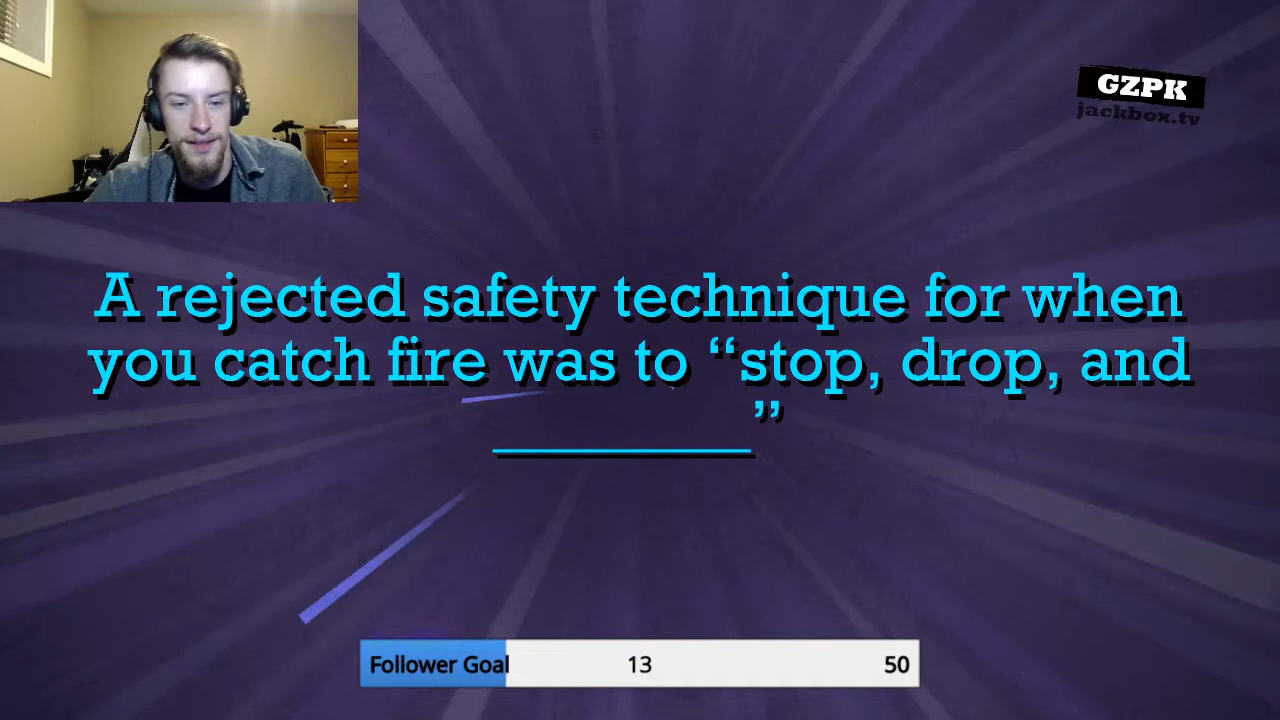 GZPK
jackbox.tv
A rejected safety technique for when
you catch fire was to “stop, drop, and
__________”
Follower Goal 13 50